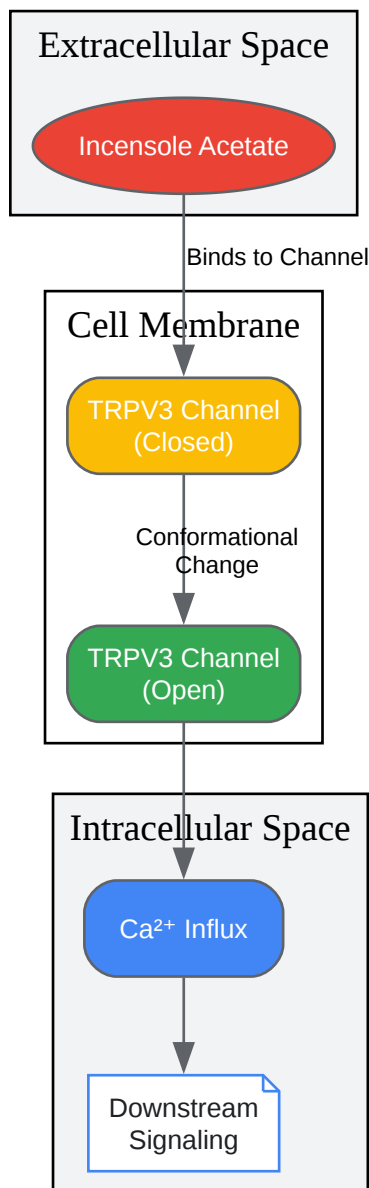 Extracellular Space
Incensole Acetate
Binds to Channel
Cell Membrane
TRPV3 Channel
(Closed)
Conformational
Change
TRPV3 Channel
(Open)
Intracellular Space
Ca²⁺ Influx
Downstream
Signaling